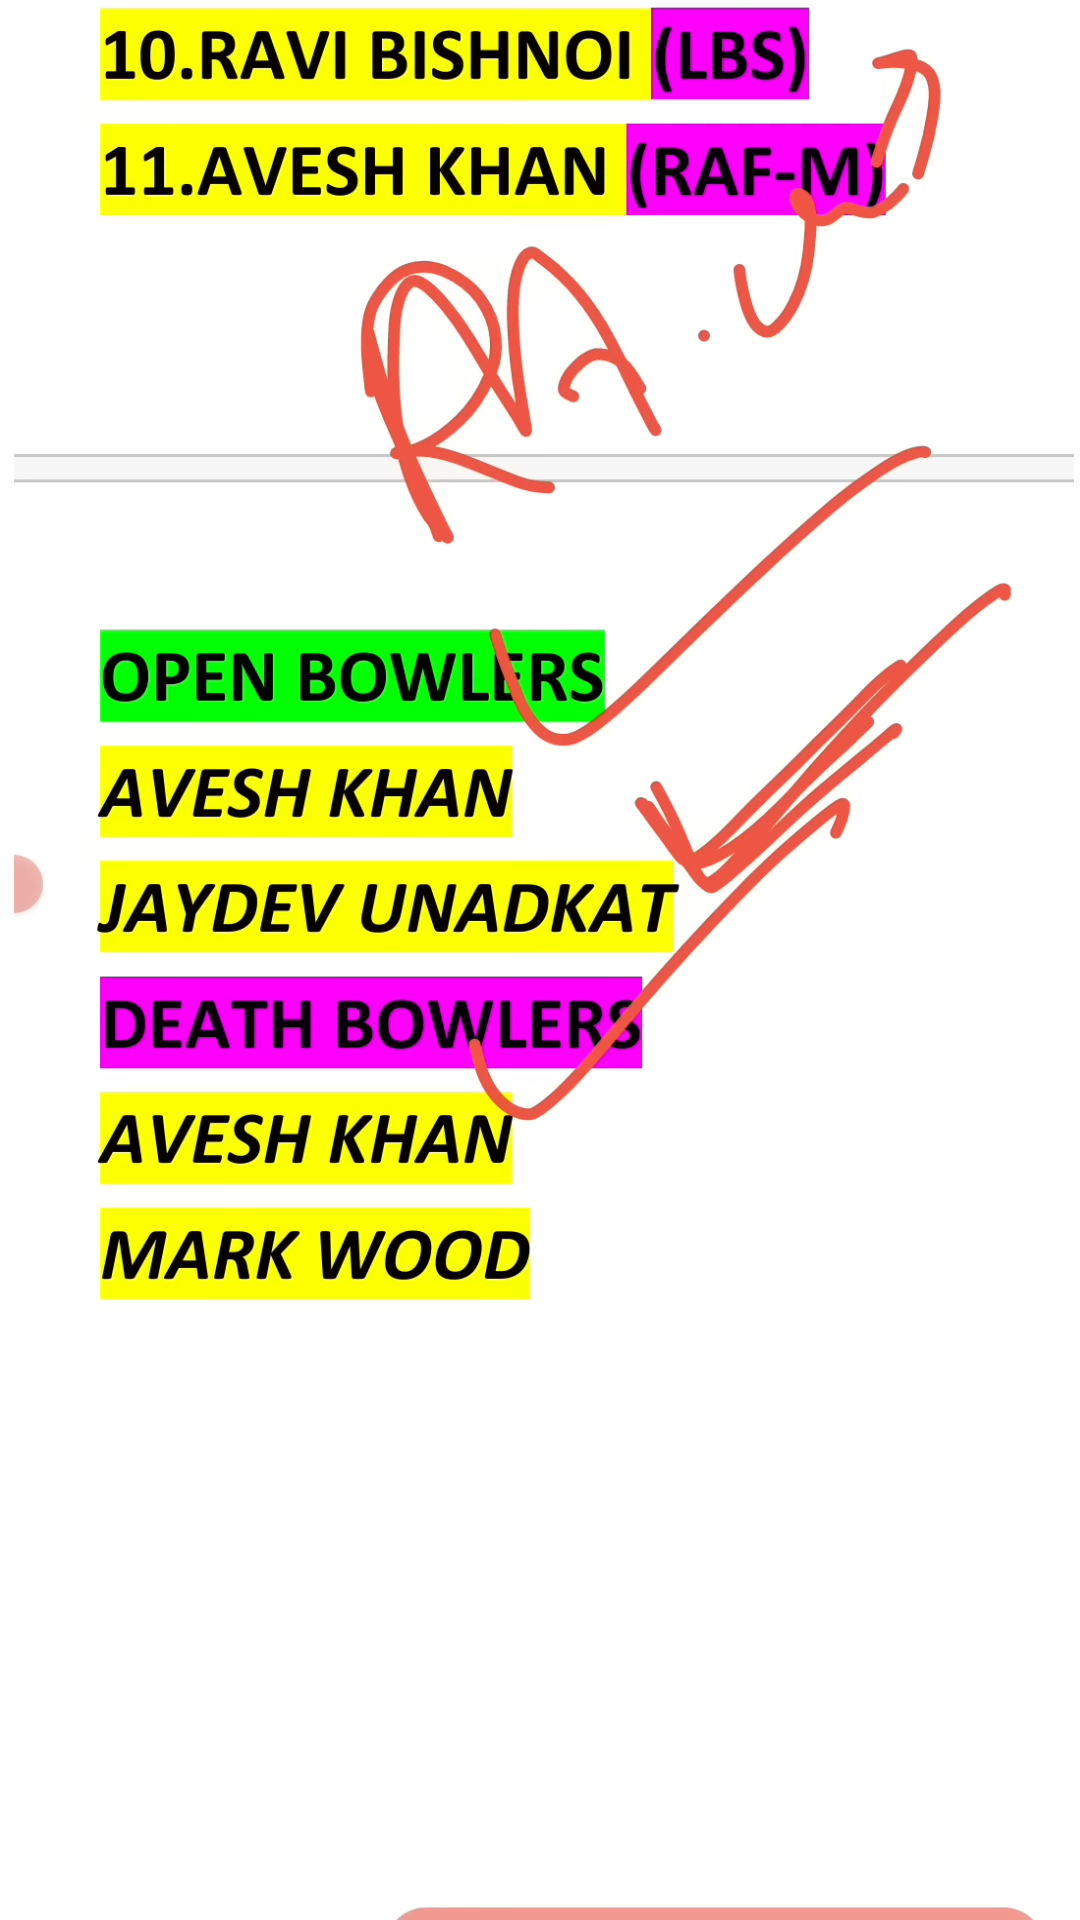 10.RAVI BISHNOI (LBS)
11.AVESH KHAN (RAF-M)
OPEN BOWLERS
AVESH KHAN
JAYDEV UNADKAT
DEATH BOWLERS
AVESH KHAN
MARK WOOD